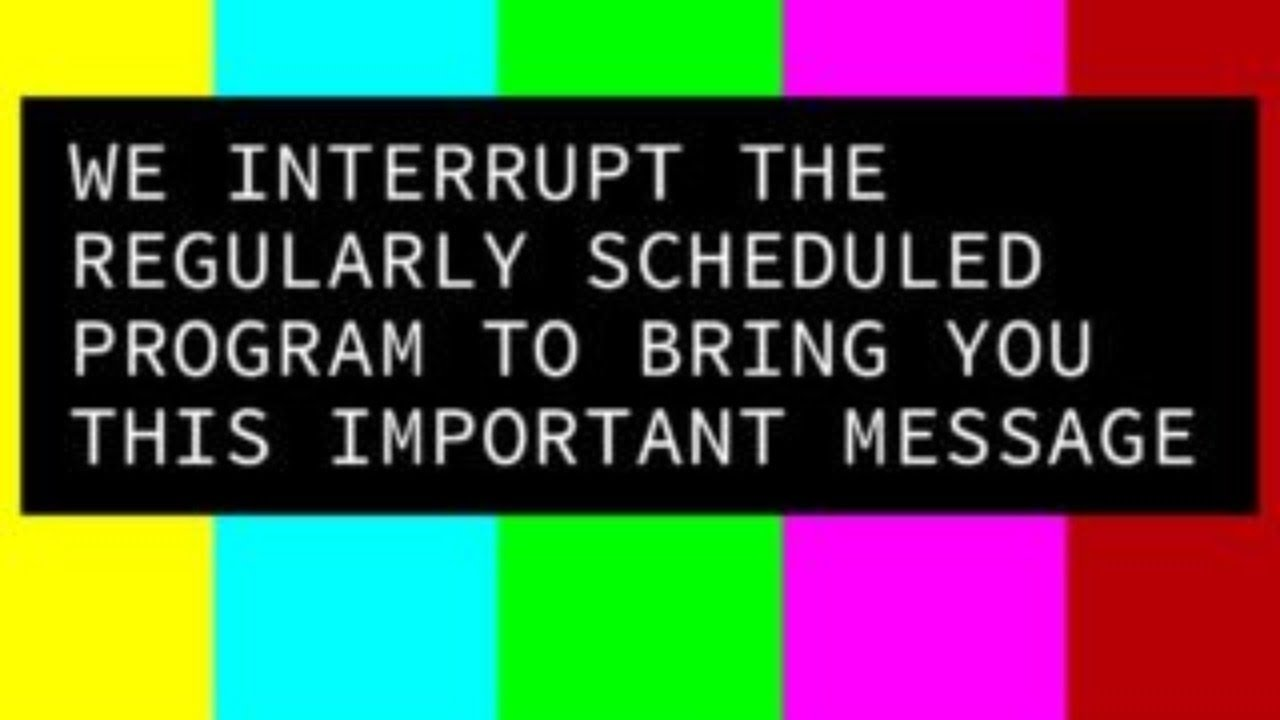 WE INTERRUPT THE
REGULARLY SCHEDULED
PROGRAM TO BRING YOU
THIS IMPORTANT MESSAGE